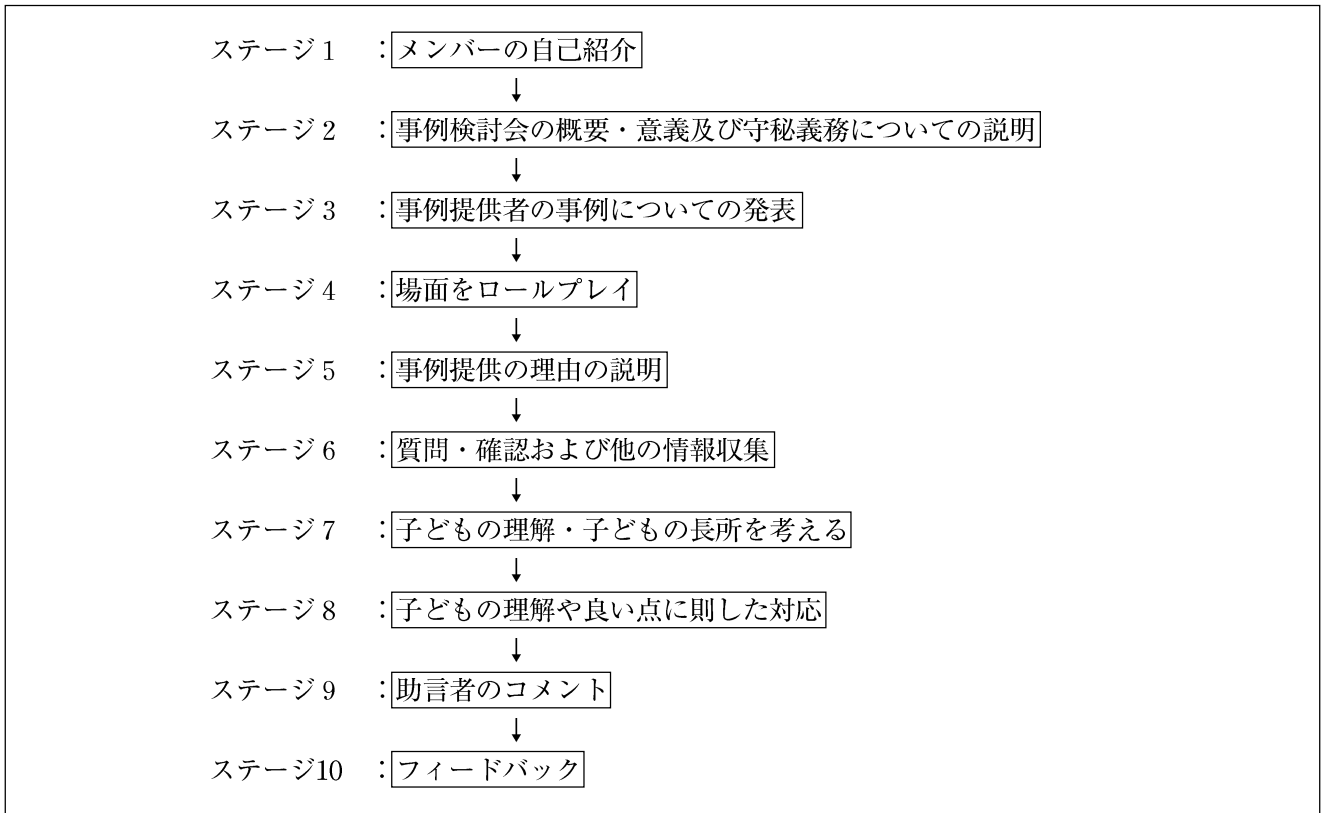 ステージ1 ：メンバーの自己紹介
↓
ステージ2 ：事例検討会の概要・意義及び守秘義務についての説明
↓
ステージ3 ：事例提供者の事例についての発表
↓
ステージ4 ：場面をロールプレイ
↓
ステージ5 ：事例提供の理由の説明
↓
ステージ6 ：質問・確認および他の情報収集
↓
ステージ7 ：子どもの理解・子どもの長所を考える
↓
ステージ8 ：子どもの理解や良い点に則した対応
↓
ステージ9 ：助言者のコメント
↓
ステージ10 ：フィードバック